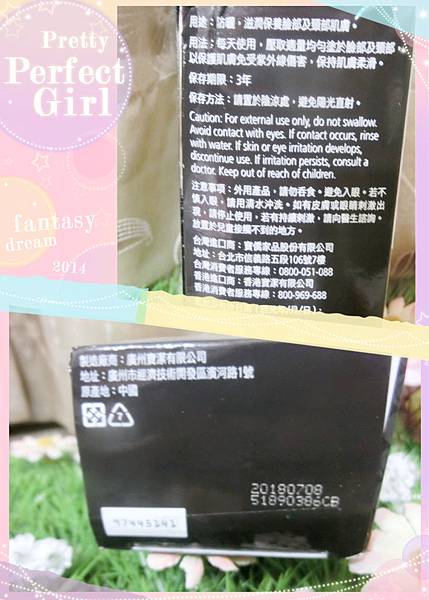 Pretty
Perfect
Girl
fantasy
dream
2014
用途：防曬，滋潤保養臉部及頸部肌膚。
用法：每天使用，壓取適量均勻塗於臉部及頸部
以保護肌膚免受紫外線傷害，保持肌膚柔滑。
保存期限：3年
保存方法：請置於陰涼處，避免陽光直射。
Caution: For external use only, do not swallow.
Avoid contact with eyes. If contact occurs, rinse
with water. If skin or eye irritation develops,
discontinue use. If irritation persists, consult a
doctor. Keep out of reach of children.
注意事項：外用產品，請勿吞食。避免入眼。若不
慎入眼，請用清水沖洗。如有皮膚或眼睛刺激出
現，請停止使用，若有持續刺激，請向醫生諮詢。
放置於兒童接觸不到的地方。
台灣進口商：寶僑家品股份有限公司
地址：台北市信義路五段106號7樓
台灣消費者服務專線：0800-051-088
香港進口商：香港寶潔有限公司
香港消費者服務專線：800-969-688
製造廠商：廣州寶潔有限公司
地址：廣州市經濟技術開發區濱河路1號
原產地：中國
20180708
51890386CB
97445141